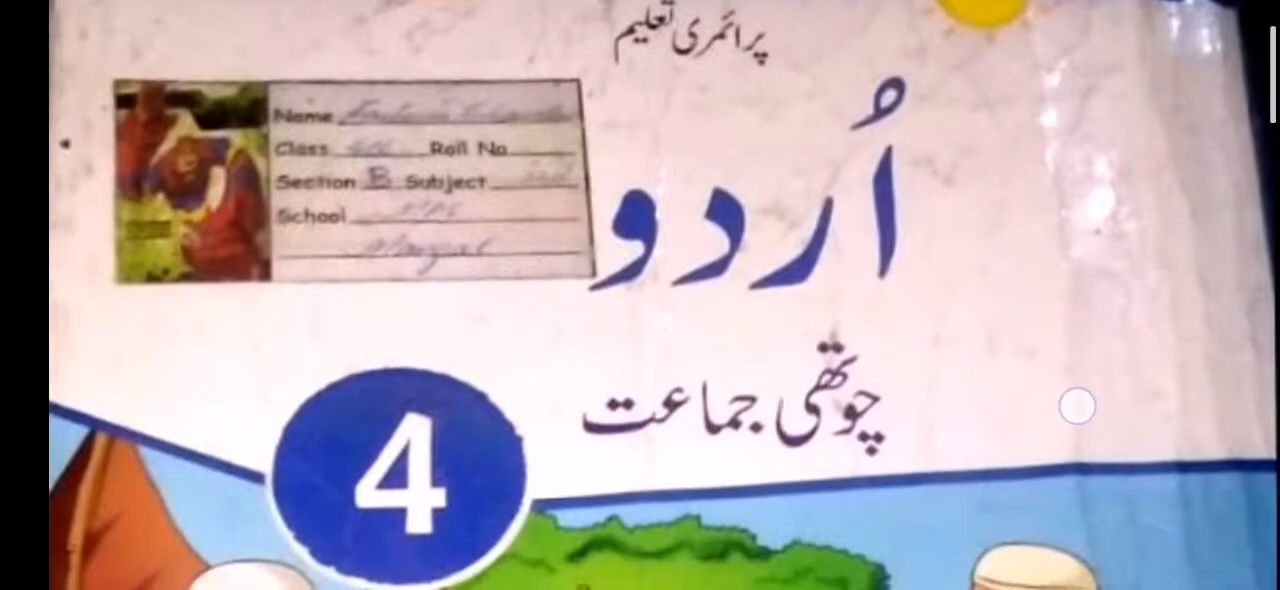 پرائمری تعلیم
اُردو
Name
Class Roll No
Section B Subject
School
چوتھی جماعت
4